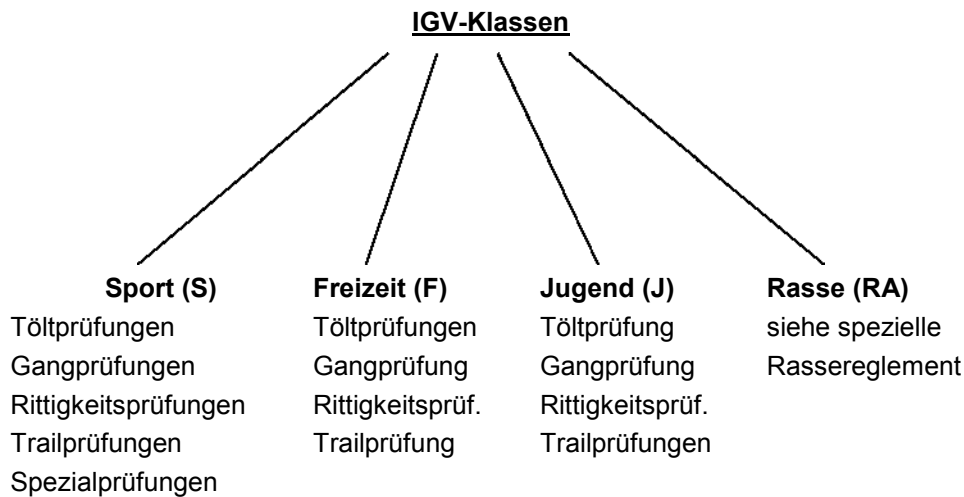 IGV-Klassen
Sport (S)
Töltprüfungen
Gangprüfungen
Rittigkeitsprüfungen
Trailprüfungen
Spezialprüfungen
Freizeit (F)
Töltprüfungen
Gangprüfung
Rittigkeitsprüf.
Trailprüfung
Jugend (J)
Töltprüfung
Gangprüfung
Rittigkeitsprüf.
Trailprüfungen
Rasse (RA)
siehe spezielle
Rassereglement